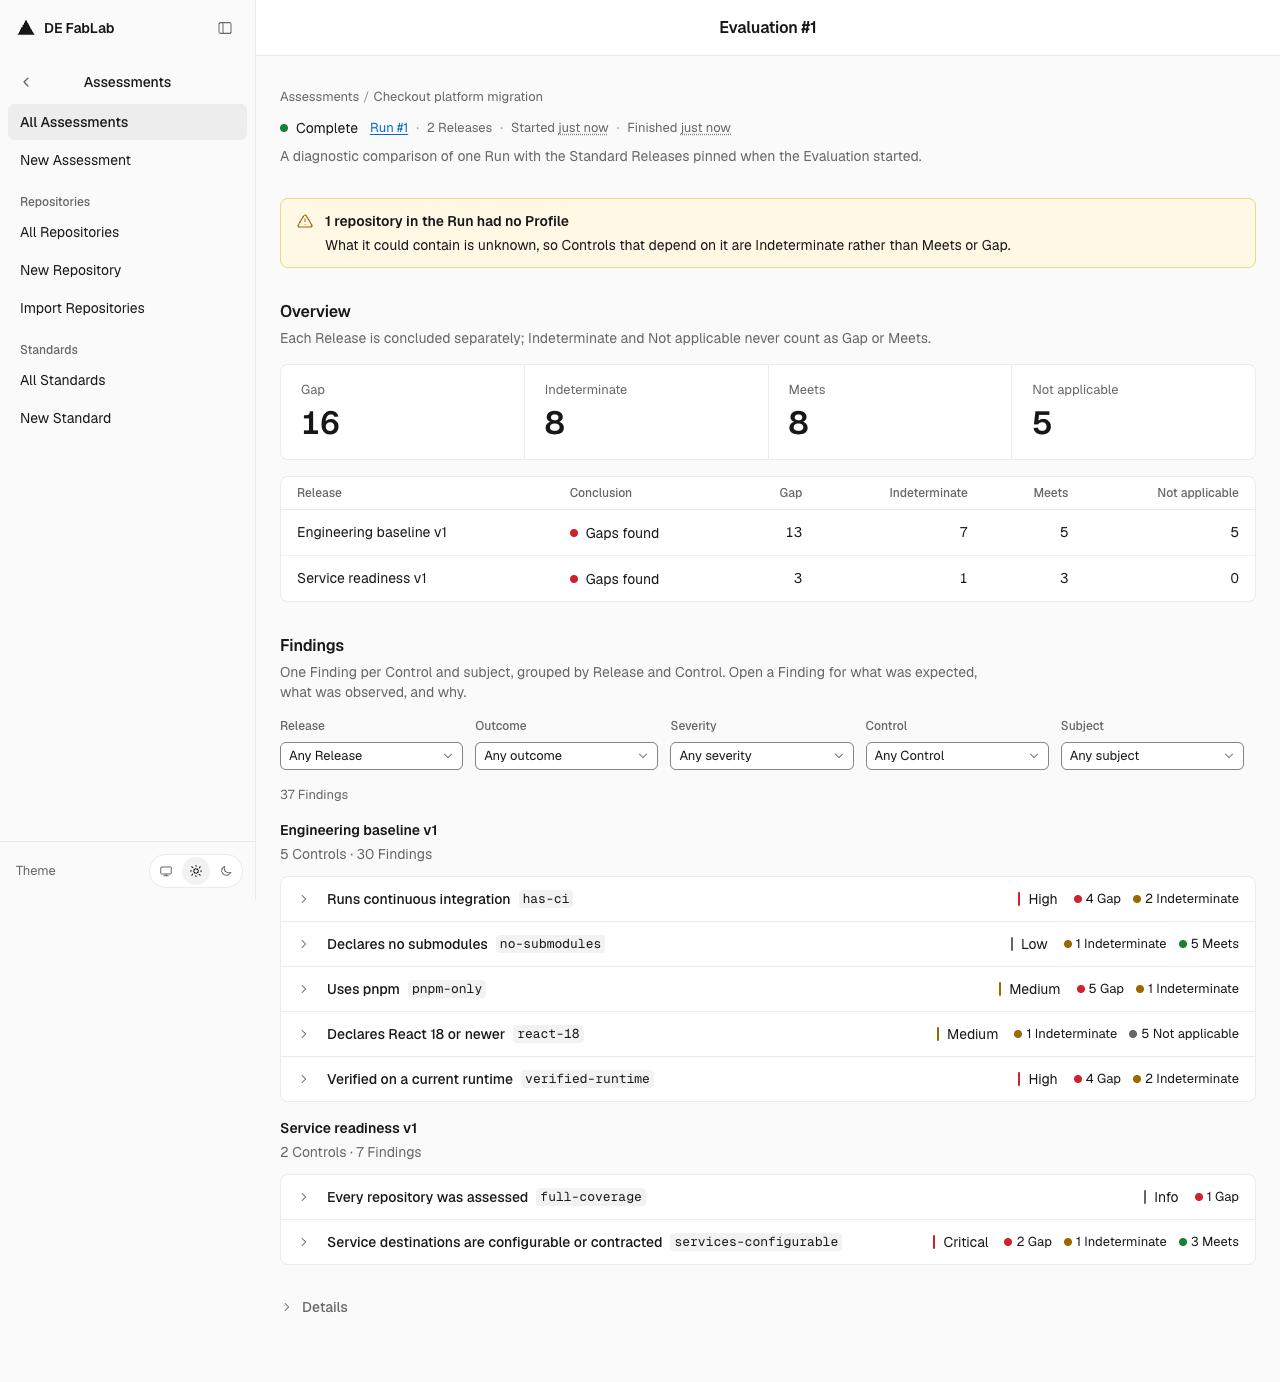 DE FabLab
Evaluation #1
Assessments
All Assessments
New Assessment
Repositories
All Repositories
New Repository
Import Repositories
Standards
All Standards
New Standard
Theme
Assessments / Checkout platform migration
Complete Run #1 · 2 Releases · Started just now · Finished just now
A diagnostic comparison of one Run with the Standard Releases pinned when the Evaluation started.
1 repository in the Run had no Profile
What it could contain is unknown, so Controls that depend on it are Indeterminate rather than Meets or Gap.
Overview
Each Release is concluded separately; Indeterminate and Not applicable never count as Gap or Meets.
Gap Indeterminate Meets Not applicable
16 8 8 5
Release Conclusion Gap Indeterminate Meets Not applicable
Engineering baseline v1 Gaps found 13 7 5 5
Service readiness v1 Gaps found 3 1 3 0
Findings
One Finding per Control and subject, grouped by Release and Control. Open a Finding for what was expected,
what was observed, and why.
Release Outcome Severity Control Subject
Any Release Any outcome Any severity Any Control Any subject
37 Findings
Engineering baseline v1
5 Controls · 30 Findings
Runs continuous integration has-ci High 4 Gap 2 Indeterminate
Declares no submodules no-submodules Low 1 Indeterminate 5 Meets
Uses pnpm pnpm-only Medium 5 Gap 1 Indeterminate
Declares React 18 or newer react-18 Medium 1 Indeterminate 5 Not applicable
Verified on a current runtime verified-runtime High 4 Gap 2 Indeterminate
Service readiness v1
2 Controls · 7 Findings
Every repository was assessed full-coverage Info 1 Gap
Service destinations are configurable or contracted services-configurable Critical 2 Gap 1 Indeterminate 3 Meets
Details